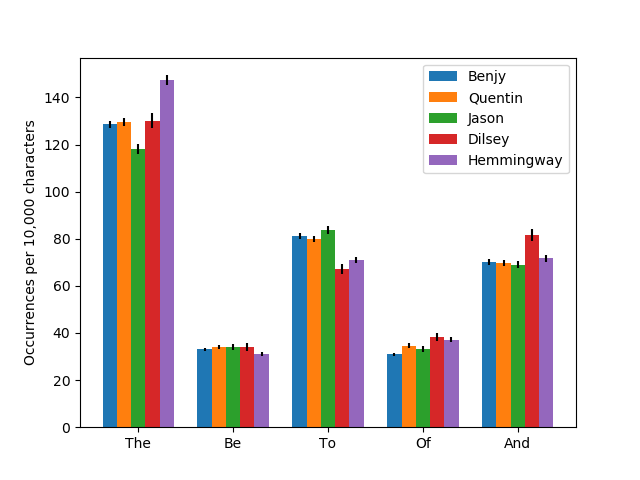 Benjy
Quentin
Jason
Dilsey
Hemmingway
Occurrences per 10,000 characters
140
120
100
80
60
40
20
0
The Be To Of And